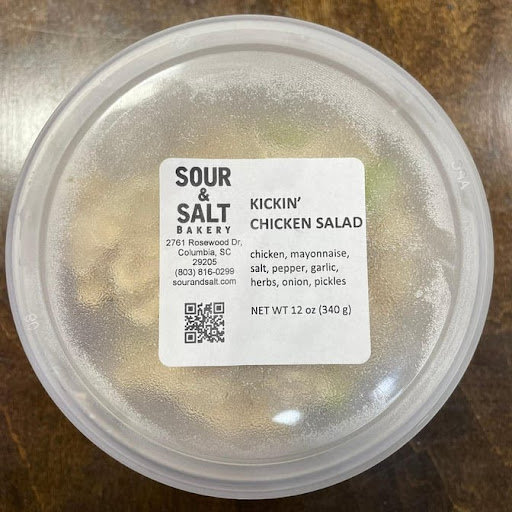 SOUR
&
SALT
BAKERY
2761 Rosewood Dr,
Columbia, SC
29205
(803) 816-0299
sourandsalt.com
KICKIN'
CHICKEN SALAD
chicken, mayonnaise,
salt, pepper, garlic,
herbs, onion, pickles
NET WT 12 oz (340 g)